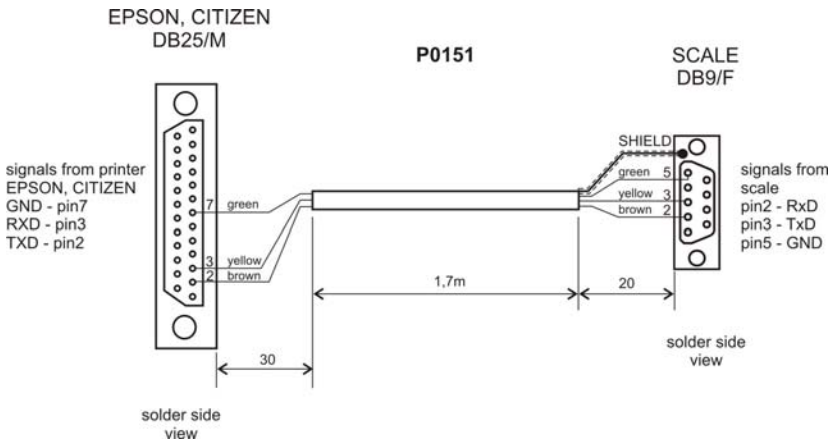 EPSON, CITIZEN
DB25/M
P0151
SCALE
DB9/F
signals from printer
EPSON, CITIZEN
GND - pin7
RXD - pin3
TXD - pin2
7 green
3 yellow
2 brown
SHIELD
green 5
yellow 3
brown 2
signals from
scale
pin2 - RxD
pin3 - TxD
pin5 - GND
1,7m
20
30
solder side
view
solder side
view